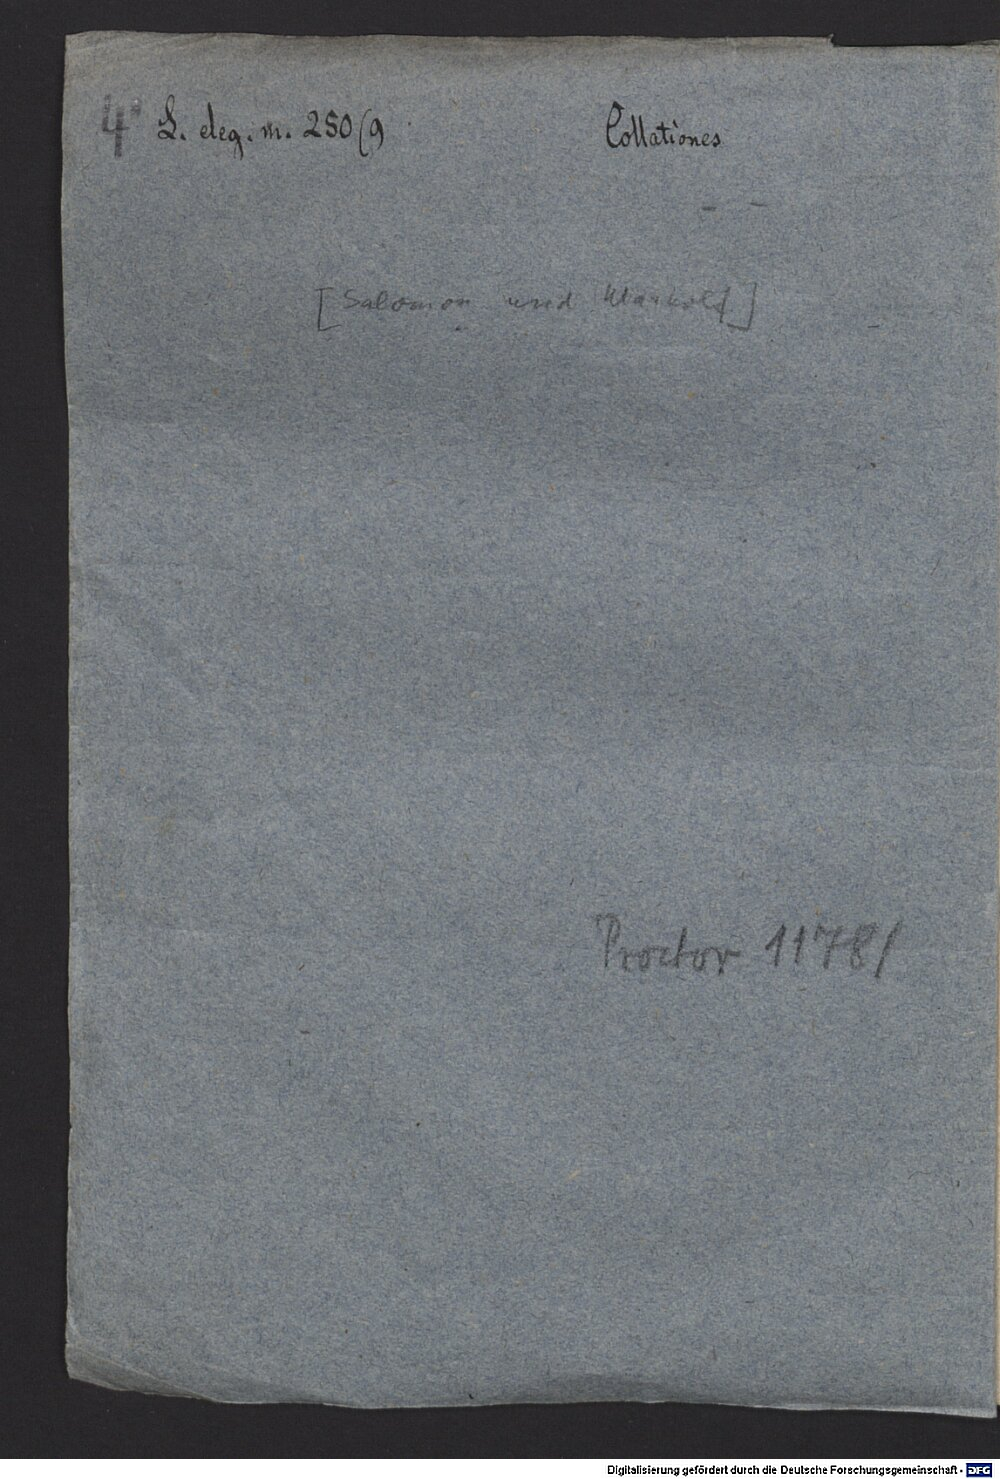 4° L. eleg. m. 250(9 Collationes
[Salomon und Markolf]
Proctor 11781
Digitalisierung gefördert durch die Deutsche Forschungsgemeinschaft - DFG